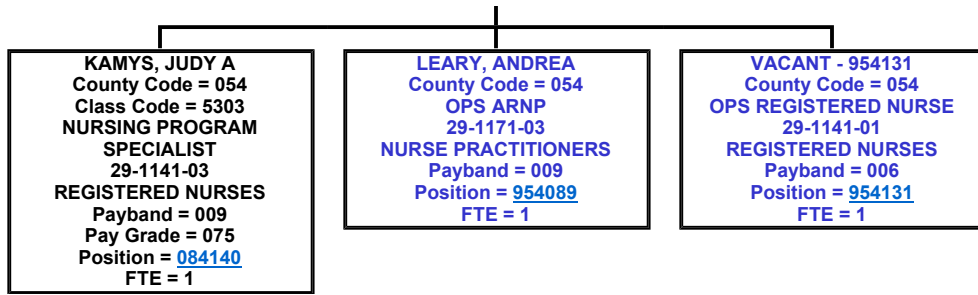 KAMYS, JUDY A
County Code = 054
Class Code = 5303
NURSING PROGRAM
SPECIALIST
29-1141-03
REGISTERED NURSES
Payband = 009
Pay Grade = 075
Position = 084140
FTE = 1
LEARY, ANDREA
County Code = 054
OPS ARNP
29-1171-03
NURSE PRACTITIONERS
Payband = 009
Position = 954089
FTE = 1
VACANT - 954131
County Code = 054
OPS REGISTERED NURSE
29-1141-01
REGISTERED NURSES
Payband = 006
Position = 954131
FTE = 1